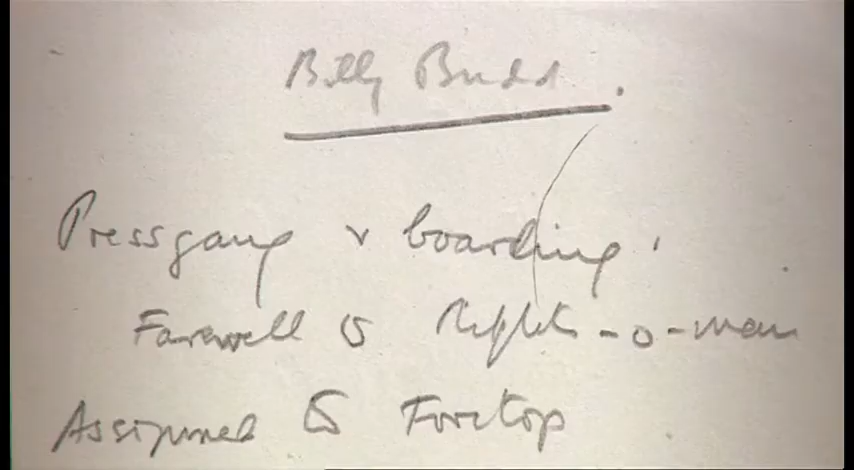 Billy Budd.
Pressgang & boarding.
Farewell to Rights-o-man
Assigned to Foretop